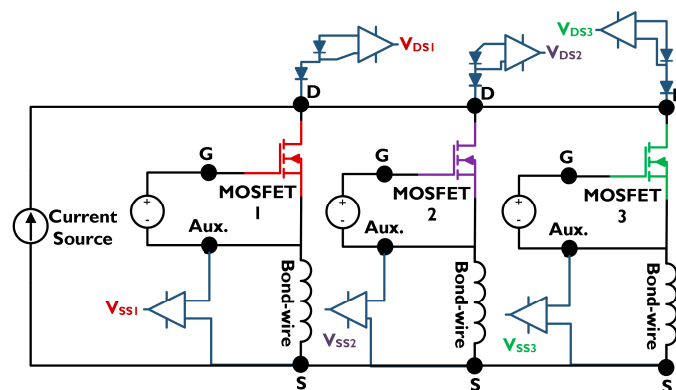 VDS1
VDS2
VDS3
D
D
G
G
G
+
-
+
-
+
-
MOSFET
1
MOSFET
2
MOSFET
3
Current
Source
Aux.
Aux.
Aux.
Bond-wire
Bond-wire
Bond-wire
VSS1
VSS2
VSS3
S
S
S